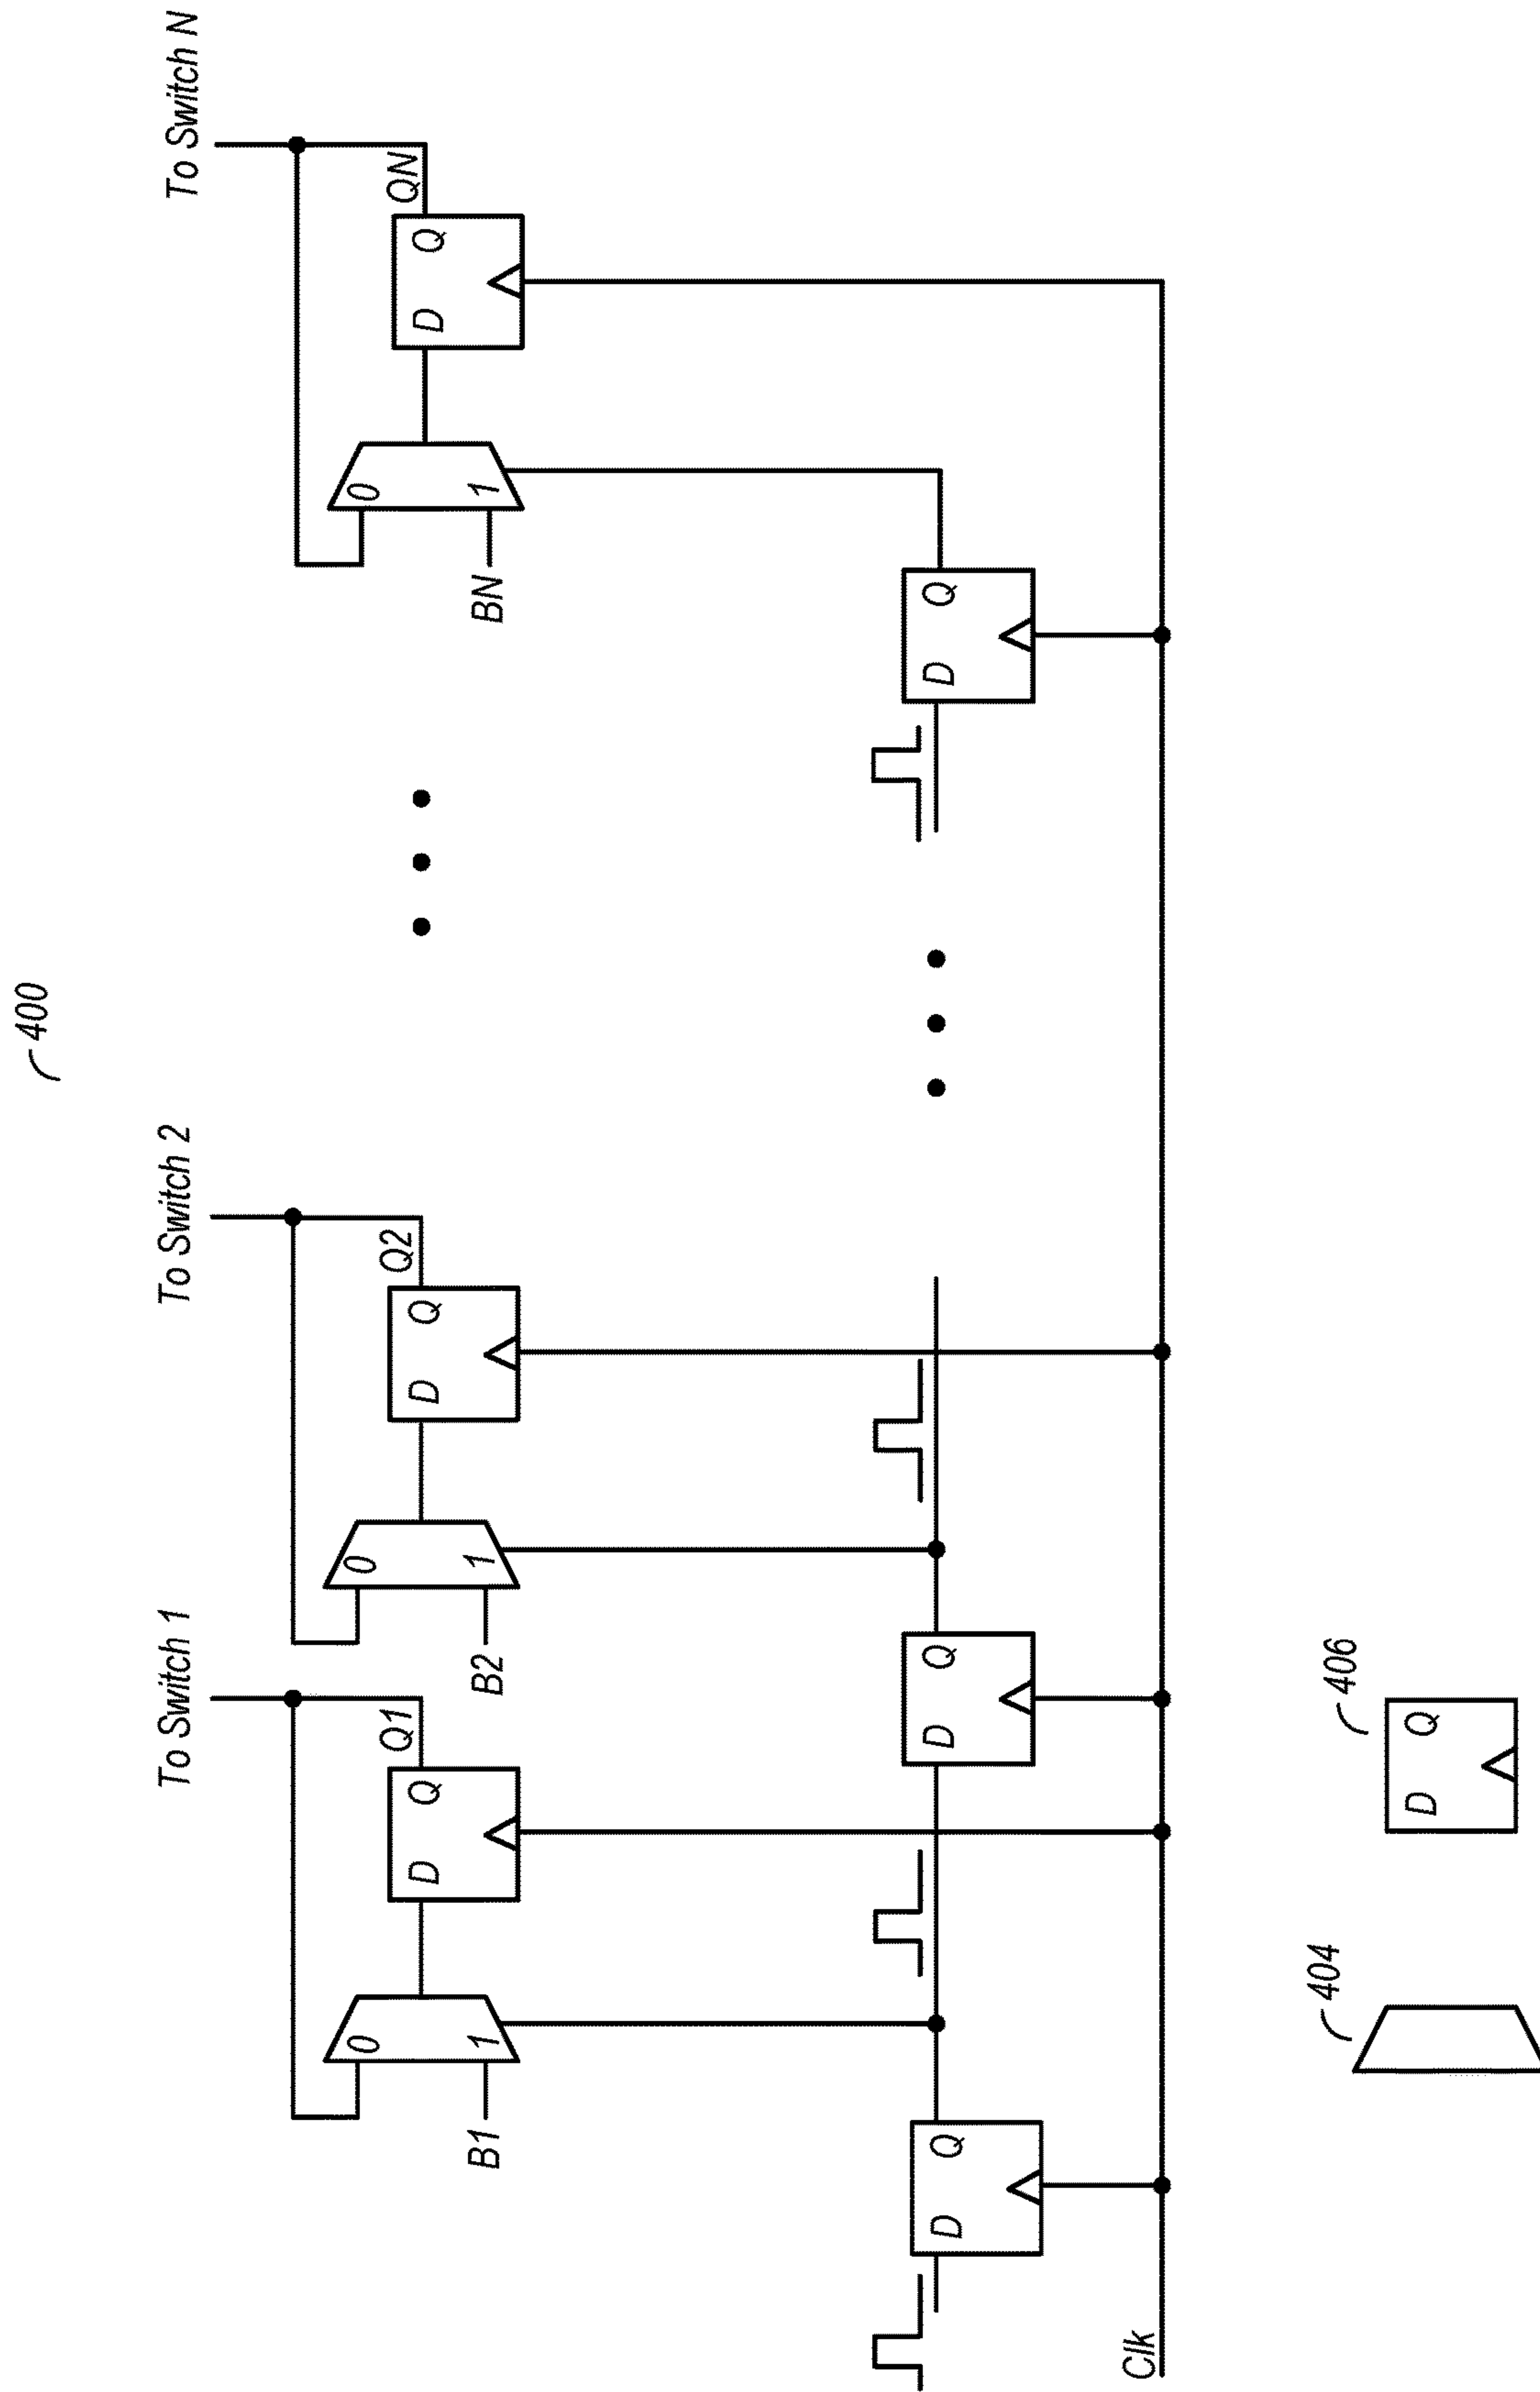 400
To Switch 1
To Switch 2
To Switch N
Q1
Q2
QN
0
1
D
Q
0
1
D
Q
0
1
D
Q
B1
B2
BN
D
Q
D
Q
D
Q
Clk
404
406
D
Q